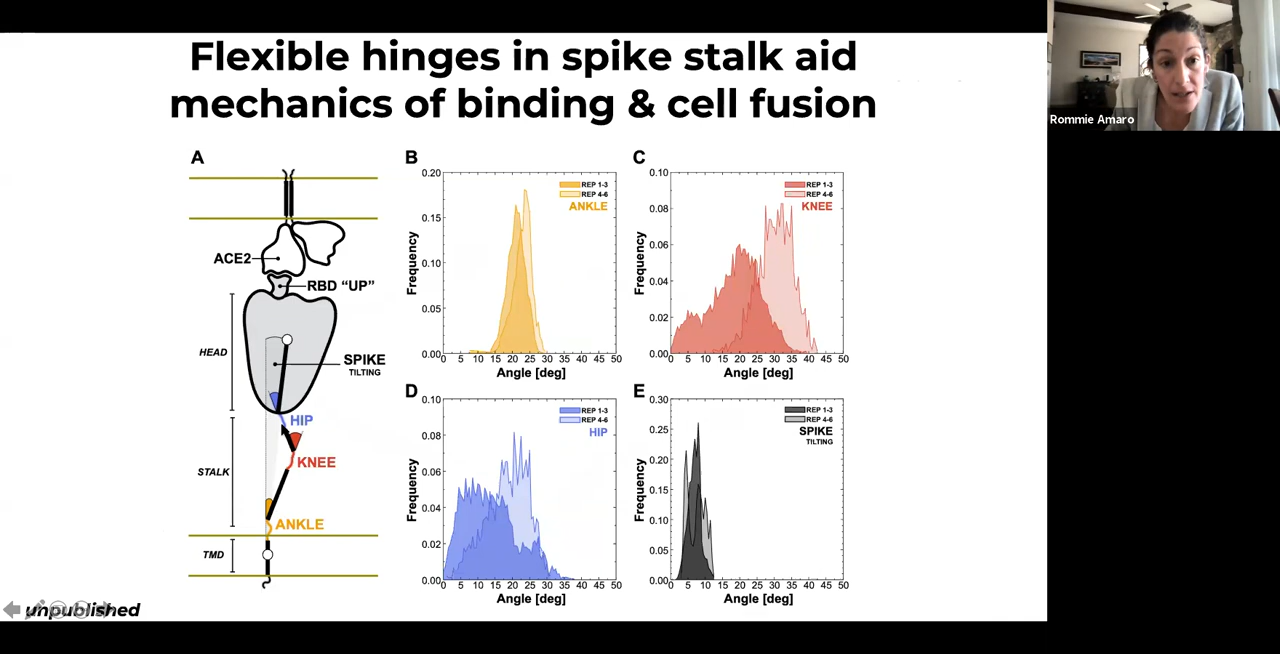 Flexible hinges in spike stalk aid
mechanics of binding & cell fusion
Rommie Amaro
A
ACE2
RBD “UP”
HEAD
SPIKE
TILTING
HIP
KNEE
STALK
ANKLE
TMD
B
REP 1-3
REP 4-6
ANKLE
Frequency
0.20
0.15
0.10
0.05
0.00
0 5 10 15 20 25 30 35 40 45 50
Angle [deg]
C
REP 1-3
REP 4-6
KNEE
Frequency
0.10
0.08
0.06
0.04
0.02
0.00
0 5 10 15 20 25 30 35 40 45 50
Angle [deg]
D
REP 1-3
REP 4-6
HIP
Frequency
0.10
0.08
0.06
0.04
0.02
0.00
0 5 10 15 20 25 30 35 40 45 50
Angle [deg]
E
REP 1-3
REP 4-6
SPIKE
TILTING
Frequency
0.30
0.25
0.20
0.15
0.10
0.05
0.00
0 5 10 15 20 25 30 35 40 45 50
Angle [deg]
unpublished